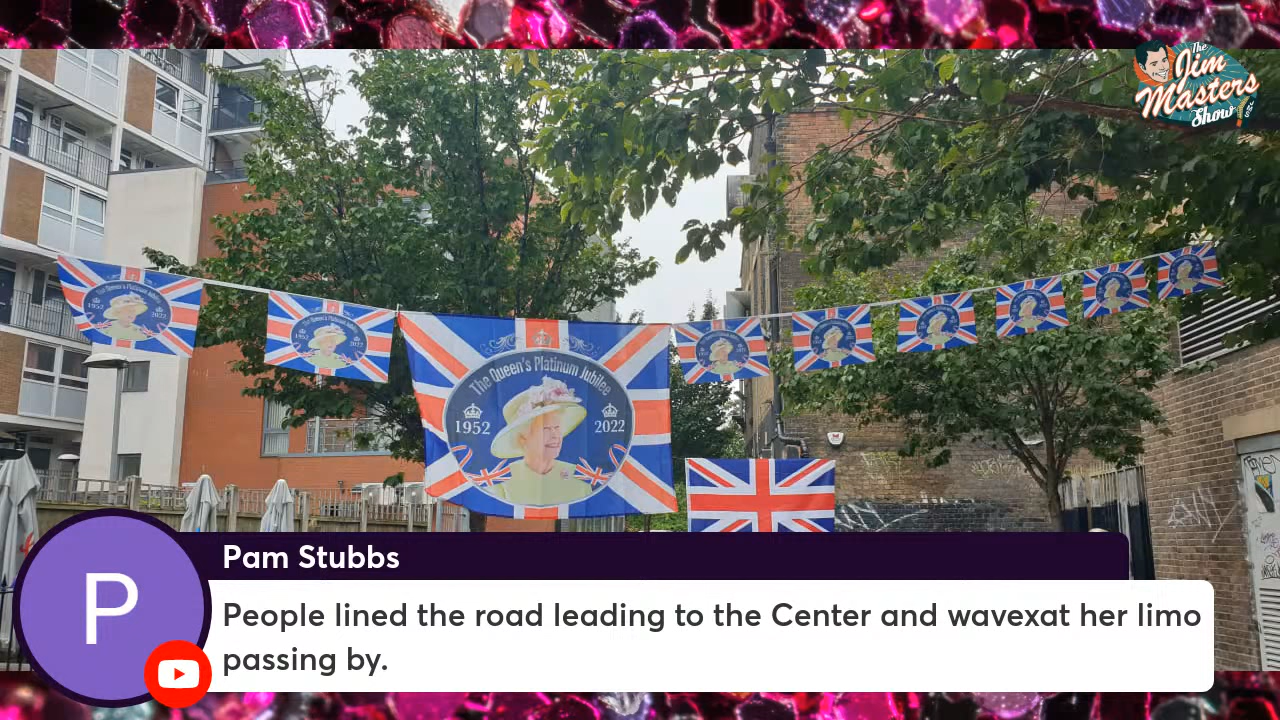 The
Jim
Masters
Show
The Queen's Platinum Jubilee
1952
2022
Pam Stubbs
People lined the road leading to the Center and wavexat her limo
passing by.
P